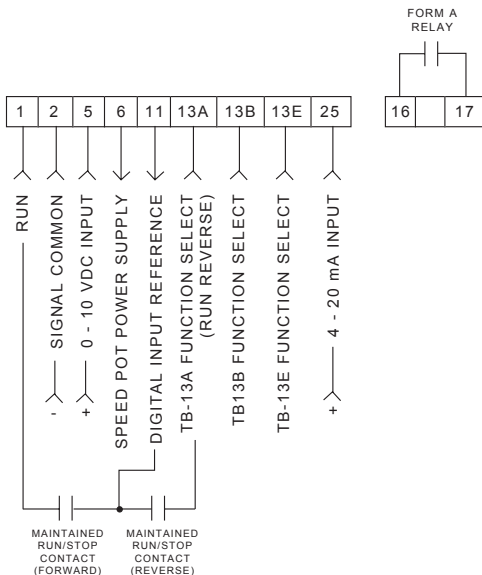 FORM A
RELAY
1 2 5 6 11 13A 13B 13E 25 16 17
RUN
SIGNAL COMMON
0 - 10 VDC INPUT
SPEED POT POWER SUPPLY
DIGITAL INPUT REFERENCE
TB-13A FUNCTION SELECT
(RUN REVERSE)
TB13B FUNCTION SELECT
TB-13E FUNCTION SELECT
4 - 20 mA INPUT
- + +
MAINTAINED
RUN/STOP
CONTACT
(FORWARD)
MAINTAINED
RUN/STOP
CONTACT
(REVERSE)